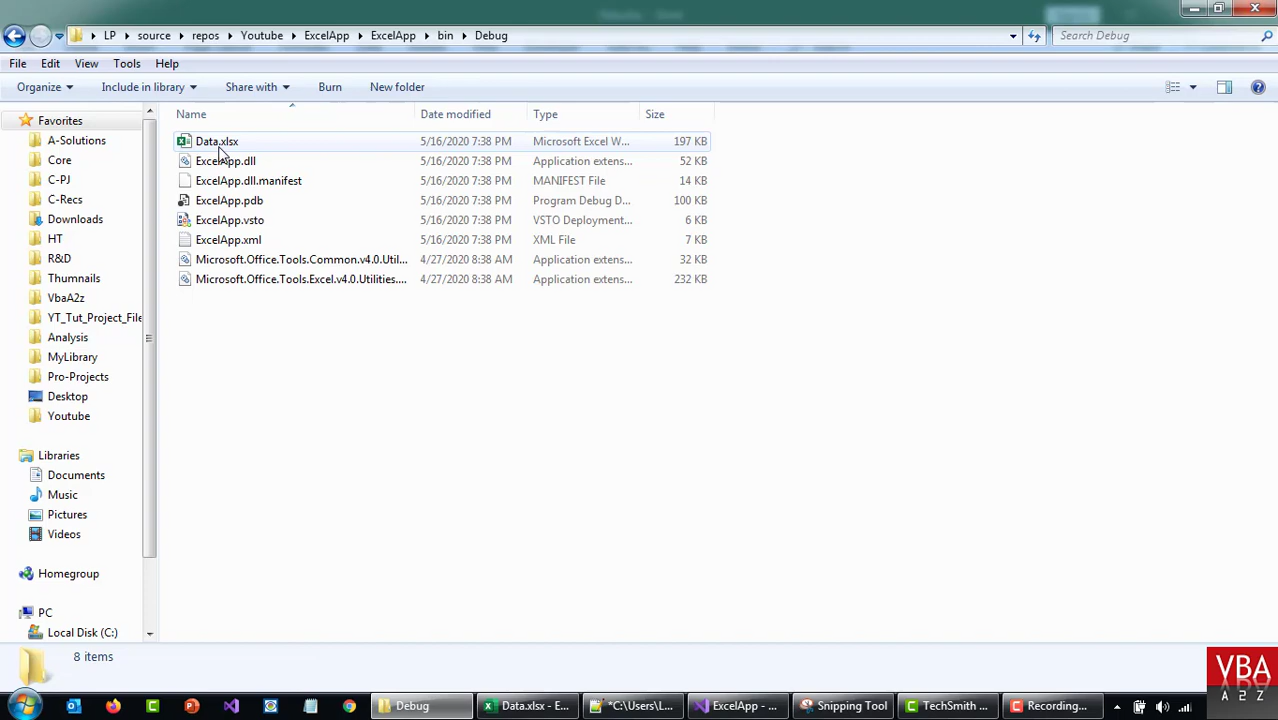 LP source repos Youtube ExcelApp ExcelApp bin Debug
Search Debug
File Edit View Tools Help
Organize Include in library Share with Burn New folder
Name Date modified Type Size
Favorites
A-Solutions
Core
C-PJ
C-Recs
Downloads
HT
R&D
Thumnails
VbaA2z
YT_Tut_Project_File
Analysis
MyLibrary
Pro-Projects
Desktop
Youtube
Libraries
Documents
Music
Pictures
Videos
Homegroup
PC
Local Disk (C:)
Data.xlsx 5/16/2020 7:38 PM Microsoft Excel W... 197 KB
ExcelApp.dll 5/16/2020 7:38 PM Application extens... 52 KB
ExcelApp.dll.manifest 5/16/2020 7:38 PM MANIFEST File 14 KB
ExcelApp.pdb 5/16/2020 7:38 PM Program Debug D... 100 KB
ExcelApp.vsto 5/16/2020 7:38 PM VSTO Deployment... 6 KB
ExcelApp.xml 5/16/2020 7:38 PM XML File 7 KB
Microsoft.Office.Tools.Common.v4.0.Util... 4/27/2020 8:38 AM Application extens... 32 KB
Microsoft.Office.Tools.Excel.v4.0.Utilities.... 4/27/2020 8:38 AM Application extens... 232 KB
8 items
VBA
A2Z
Debug
Data.xlsx - E...
*C:\Users\L...
ExcelApp - ...
Snipping Tool
TechSmith ...
Recording...